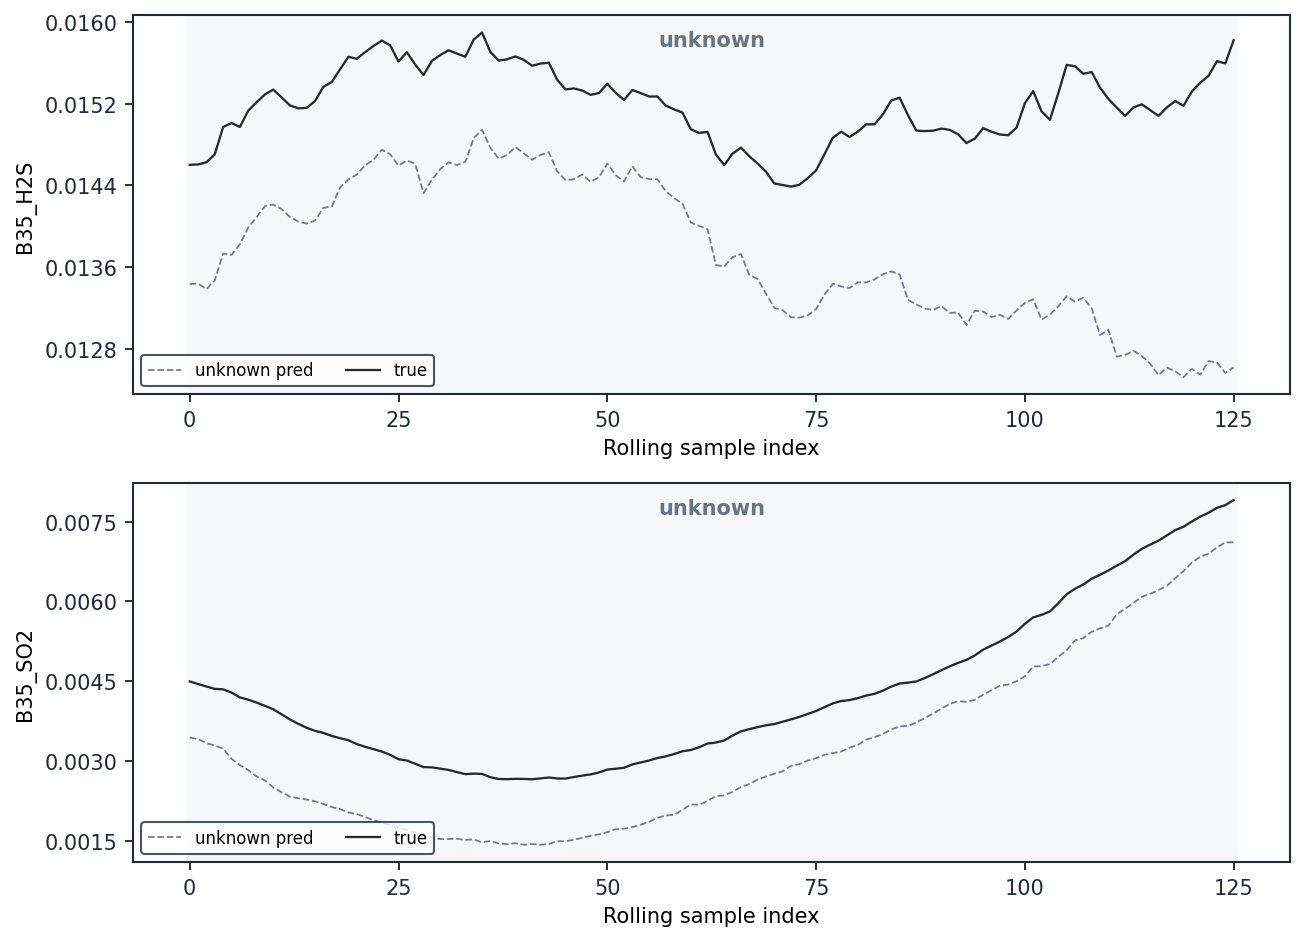 0.0160
0.0152
0.0144
0.0136
0.0128
B35_H2S
unknown
unknown pred true
0 25 50 75 100 125
Rolling sample index
0.0075
0.0060
0.0045
0.0030
0.0015
B35_SO2
unknown
unknown pred true
0 25 50 75 100 125
Rolling sample index